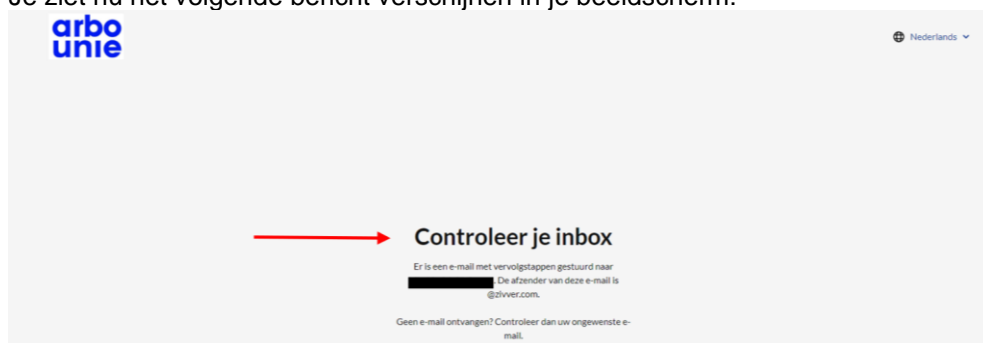 Je ziet nu het volgende bericht verschijnen in je beeldscherm:
arbo
unie
Nederlands
Controleer je inbox
Er is een e-mail met vervolgstappen gestuurd naar
. De afzender van deze e-mail is
@zivver.com.
Geen e-mail ontvangen? Controleer dan uw ongewenste e-
mail.